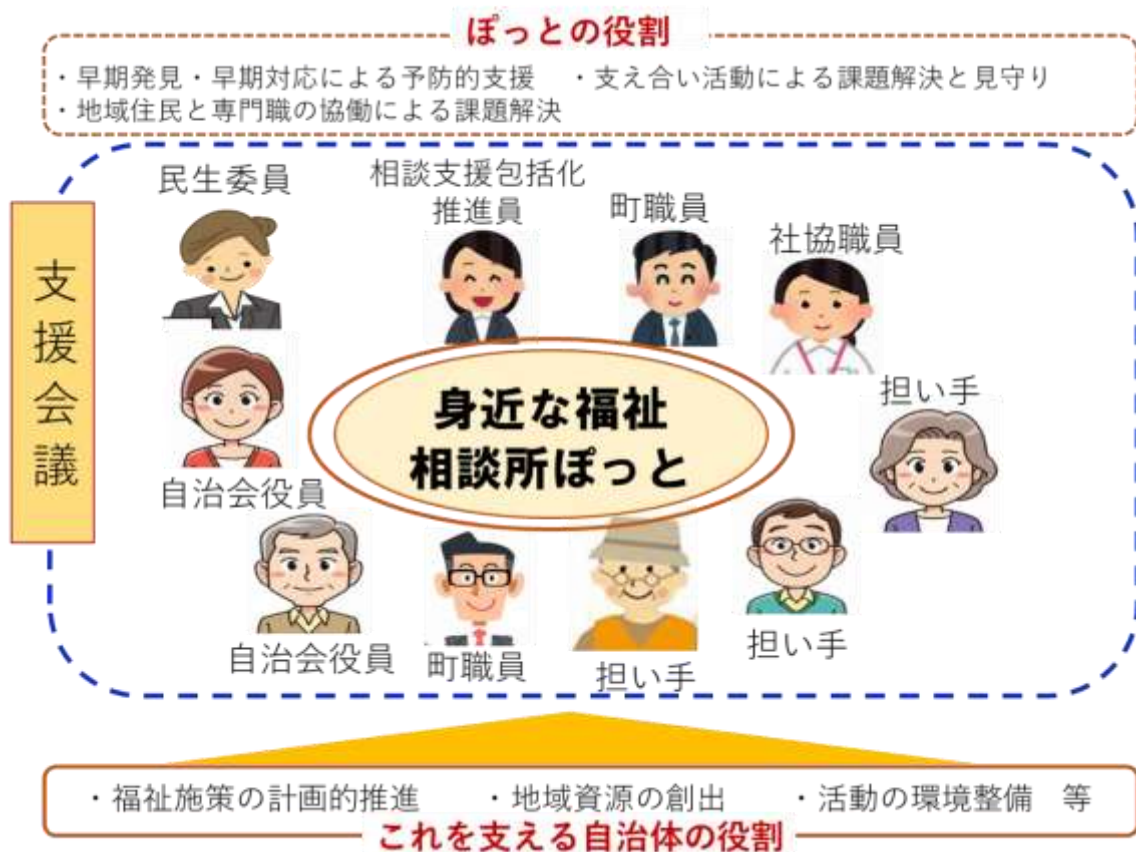 ぽっとの役割
・早期発見・早期対応による予防的支援　・支え合い活動による課題解決と見守り
・地域住民と専門職の協働による課題解決
支援会議
民生委員
相談支援包括化
推進員
町職員
社協職員
担い手
身近な福祉
相談所ぽっと
自治会役員
自治会役員
町職員
担い手
担い手
・福祉施策の計画的推進　・地域資源の創出　・活動の環境整備　等
これを支える自治体の役割